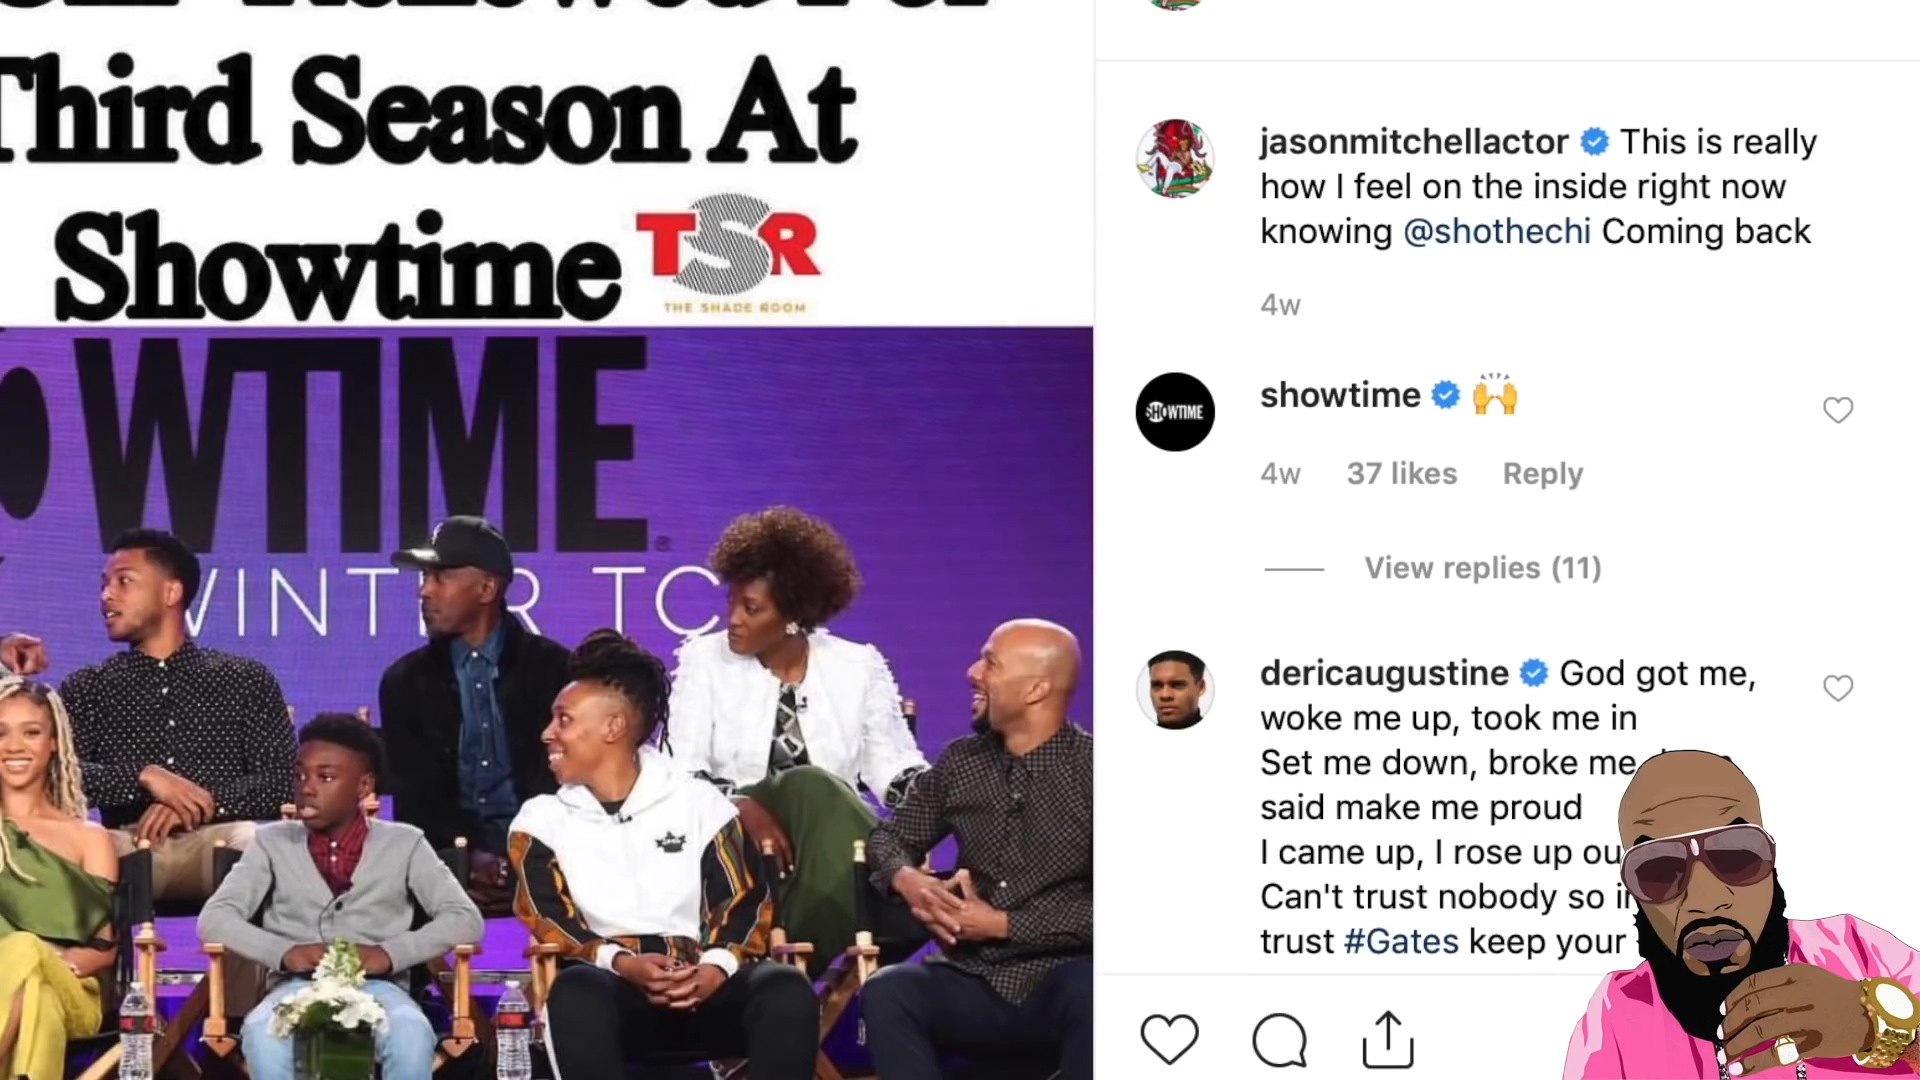 Third Season At
Showtime
TSR
THE SHADE ROOM
WTIME
WINTER TC
jasonmitchellactor This is really
how I feel on the inside right now
knowing @shothechi Coming back
4w
SHOWTIME
showtime 🙌
4w 37 likes Reply
View replies (11)
dericaugustine God got me,
woke me up, took me in
Set me down, broke me
said make me proud
I came up, I rose up
Can't trust nobody so
trust #Gates keep your